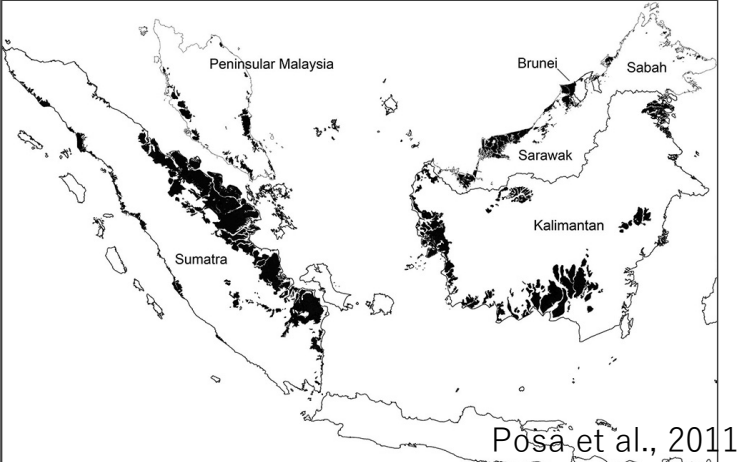 Peninsular Malaysia
Brunei
Sabah
Sarawak
Kalimantan
Sumatra
Posa et al., 2011